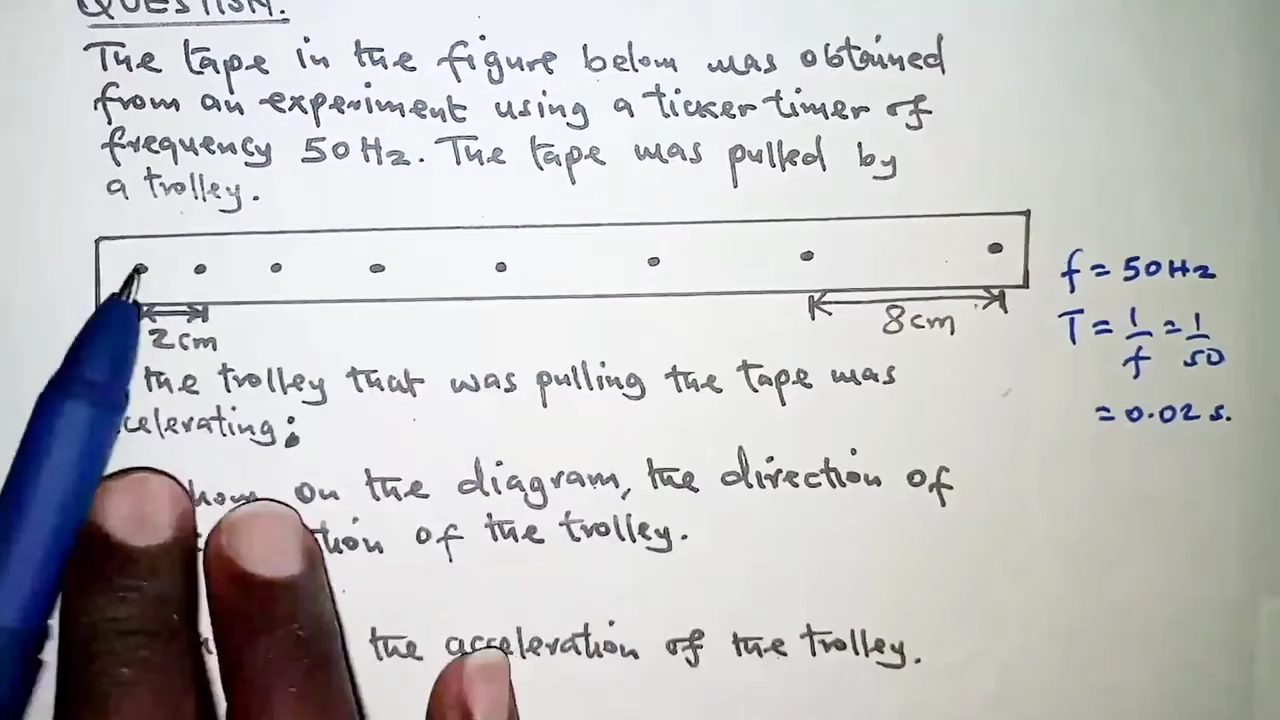 QUESTION.
The tape in the figure below was obtained
from an experiment using a ticker timer of
frequency 50Hz. The tape was pulled by
a trolley.
f = 50Hz
T = 1/f = 1/50
= 0.02 s.
2cm
8cm
the trolley that was pulling the tape was
celerating;
on the diagram, the direction of
of the trolley.
the acceleration of the trolley.